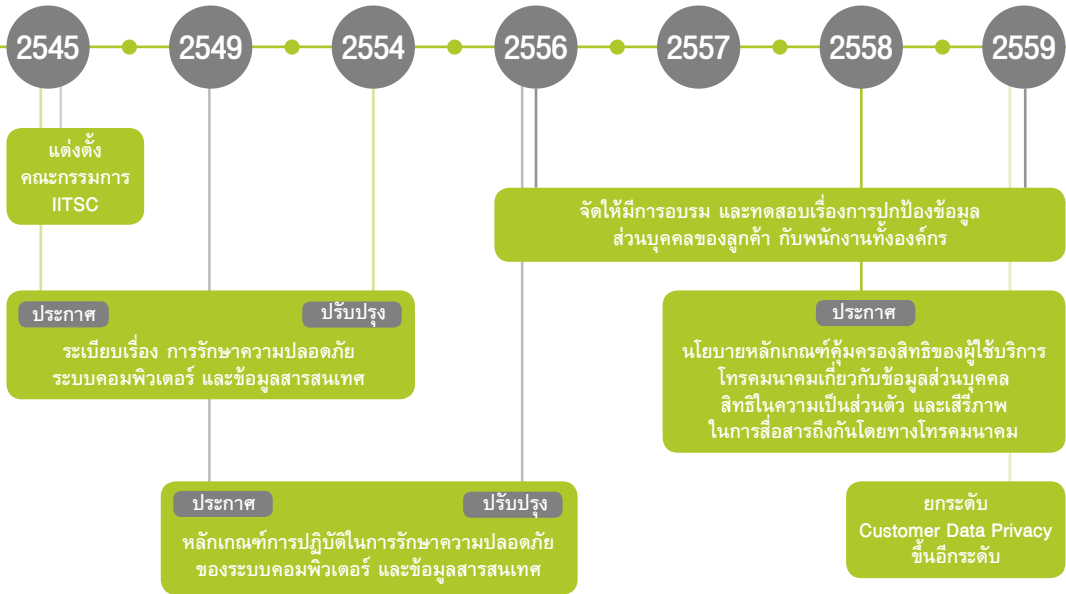 2545 2549 2554 2556 2557 2558 2559
แต่งตั้ง
คณะกรรมการ
IITSC
จัดให้มีการอบรม และทดสอบเรื่องการปกป้องข้อมูล
ส่วนบุคคลของลูกค้า กับพนักงานทั้งองค์กร
ประกาศ ปรับปรุง
ระเบียบเรื่อง การรักษาความปลอดภัย
ระบบคอมพิวเตอร์ และข้อมูลสารสนเทศ
ประกาศ
นโยบายหลักเกณฑ์คุ้มครองสิทธิของผู้ใช้บริการ
โทรคมนาคมเกี่ยวกับข้อมูลส่วนบุคคล
สิทธิในความเป็นส่วนตัว และเสีรีภาพ
ในการสื่อสารถึงกันโดยทางโทรคมนาคม
ประกาศ ปรับปรุง
หลักเกณฑ์การปฏิบัติในการรักษาความปลอดภัย
ของระบบคอมพิวเตอร์ และข้อมูลสารสนเทศ
ยกระดับ
Customer Data Privacy
ขึ้นอีกระดับ